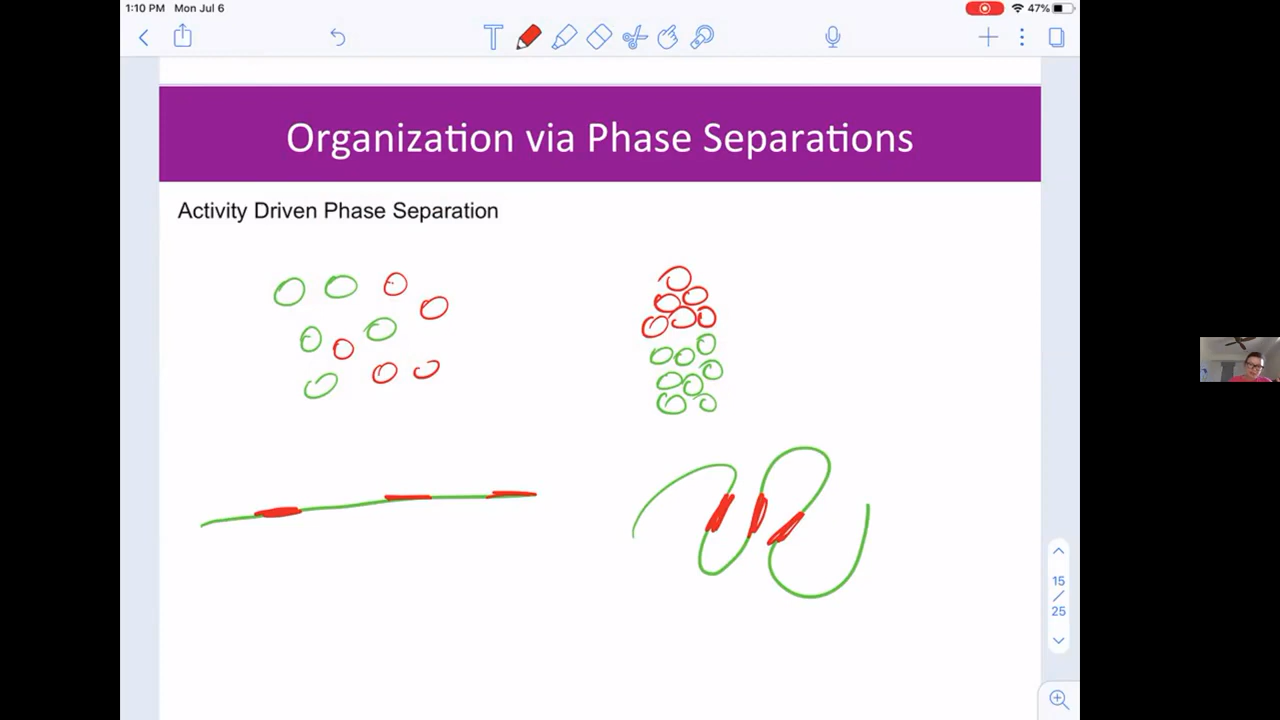 1:10 PM Mon Jul 6
47%
T
Organization via Phase Separations
Activity Driven Phase Separation
15
/
25